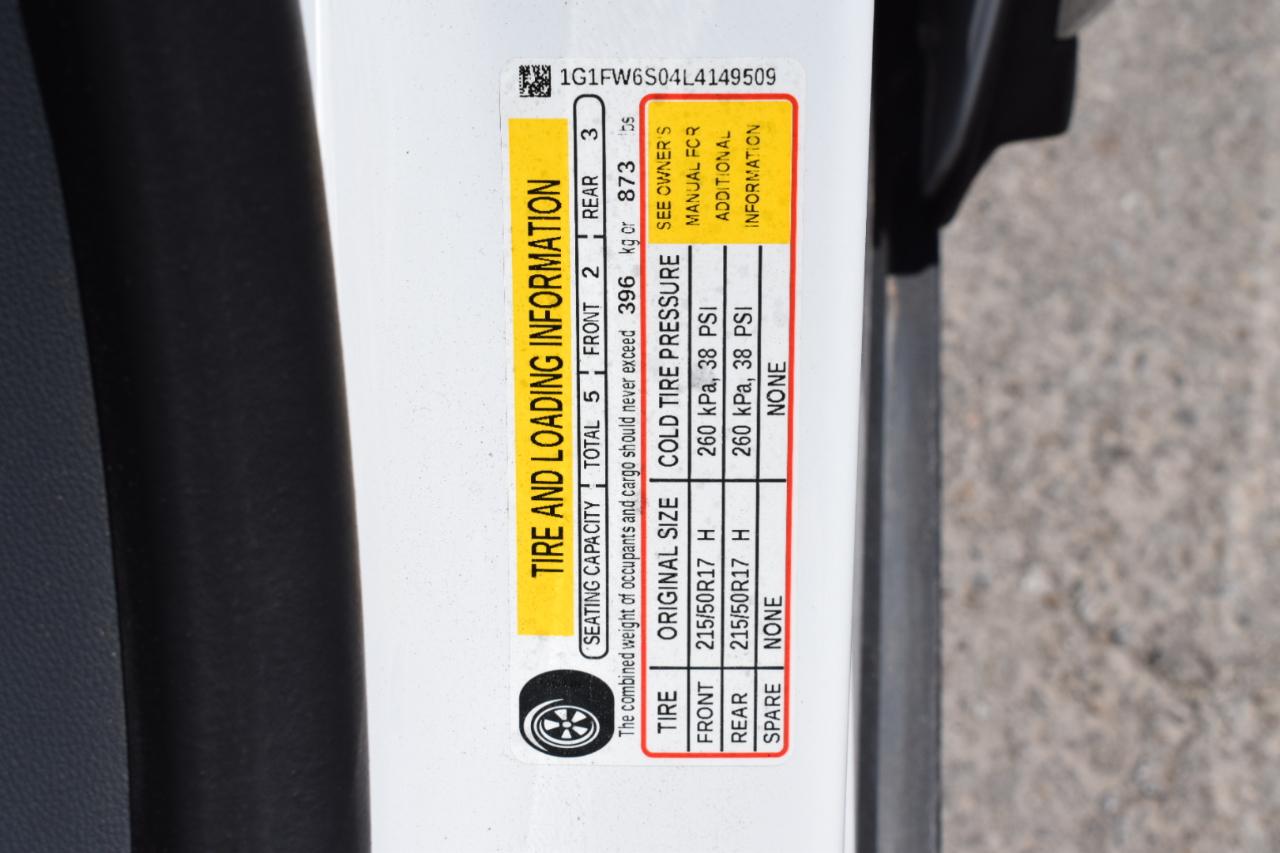 1G1FW6S04L4149509
TIRE AND LOADING INFORMATION
SEATING CAPACITY TOTAL 5 FRONT 2 REAR 3
The combined weight of occupants and cargo should never exceed 396 kg or 873 lbs
TIRE ORIGINAL SIZE COLD TIRE PRESSURE
FRONT 215/50R17 H 260 kPa, 38 PSI
REAR 215/50R17 H 260 kPa, 38 PSI
SPARE NONE NONE
SEE OWNER'S
MANUAL FOR
ADDITIONAL
INFORMATION